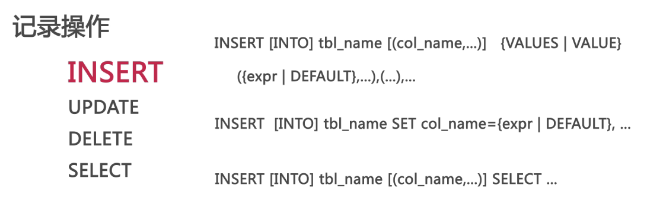 记录操作
INSERT
UPDATE
DELETE
SELECT
INSERT [INTO] tbl_name [(col_name,...)] {VALUES | VALUE}
({expr | DEFAULT},...),(...),...
INSERT [INTO] tbl_name SET col_name={expr | DEFAULT}, ...
INSERT [INTO] tbl_name [(col_name,...)] SELECT ...